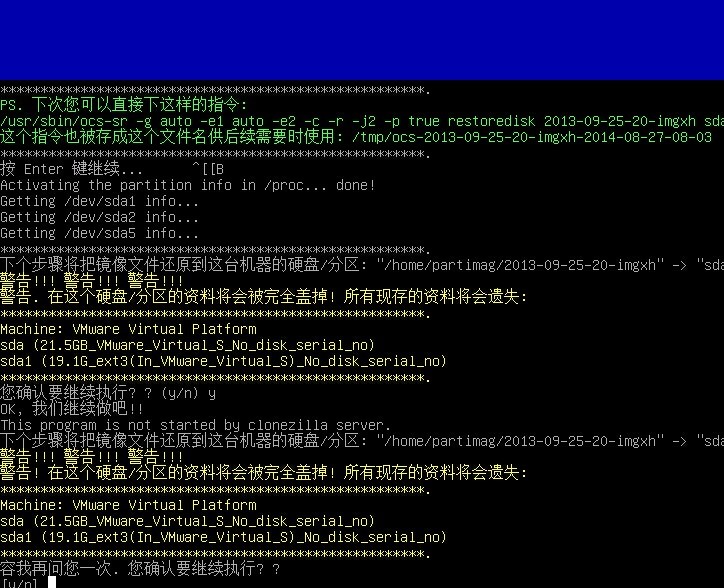 *****************************************************.
PS. 下次您可以直接下这样的指令:
/usr/sbin/ocs-sr -g auto -e1 auto -e2 -c -r -j2 -p true restoredisk 2013-09-25-20-imgxh sda
这个指令也被存成这个文件名供后续需要时使用: /tmp/ocs-2013-09-25-20-imgxh-2014-08-27-08-03
*****************************************************.
按 Enter 键继续... ^[[B
Activating the partition info in /proc... done!
Getting /dev/sda1 info...
Getting /dev/sda2 info...
Getting /dev/sda5 info...
*****************************************************.
下个步骤将把镜像文件还原到这台机器的硬盘/分区: "/home/partimag/2013-09-25-20-imgxh" -> "sda
警告!!! 警告!!! 警告!!!
警告. 在这个硬盘/分区的资料将会被完全盖掉! 所有现存的资料将会遗失:
*****************************************************.
Machine: VMware Virtual Platform
sda (21.5GB_VMware_Virtual_S_No_disk_serial_no)
sda1 (19.1G_ext3(In_VMware_Virtual_S)_No_disk_serial_no)
*****************************************************.
您确认要继续执行? ? (y/n) y
OK, 我们继续做吧!!
This program is not started by clonezilla server.
下个步骤将把镜像文件还原到这台机器的硬盘/分区: "/home/partimag/2013-09-25-20-imgxh" -> "sda
警告!!! 警告!!! 警告!!!
警告! 在这个硬盘/分区的资料将会被完全盖掉! 所有现存的资料将会遗失:
*****************************************************.
Machine: VMware Virtual Platform
sda (21.5GB_VMware_Virtual_S_No_disk_serial_no)
sda1 (19.1G_ext3(In_VMware_Virtual_S)_No_disk_serial_no)
*****************************************************.
容我再问您一次. 您确认要继续执行? ?
[y/n]